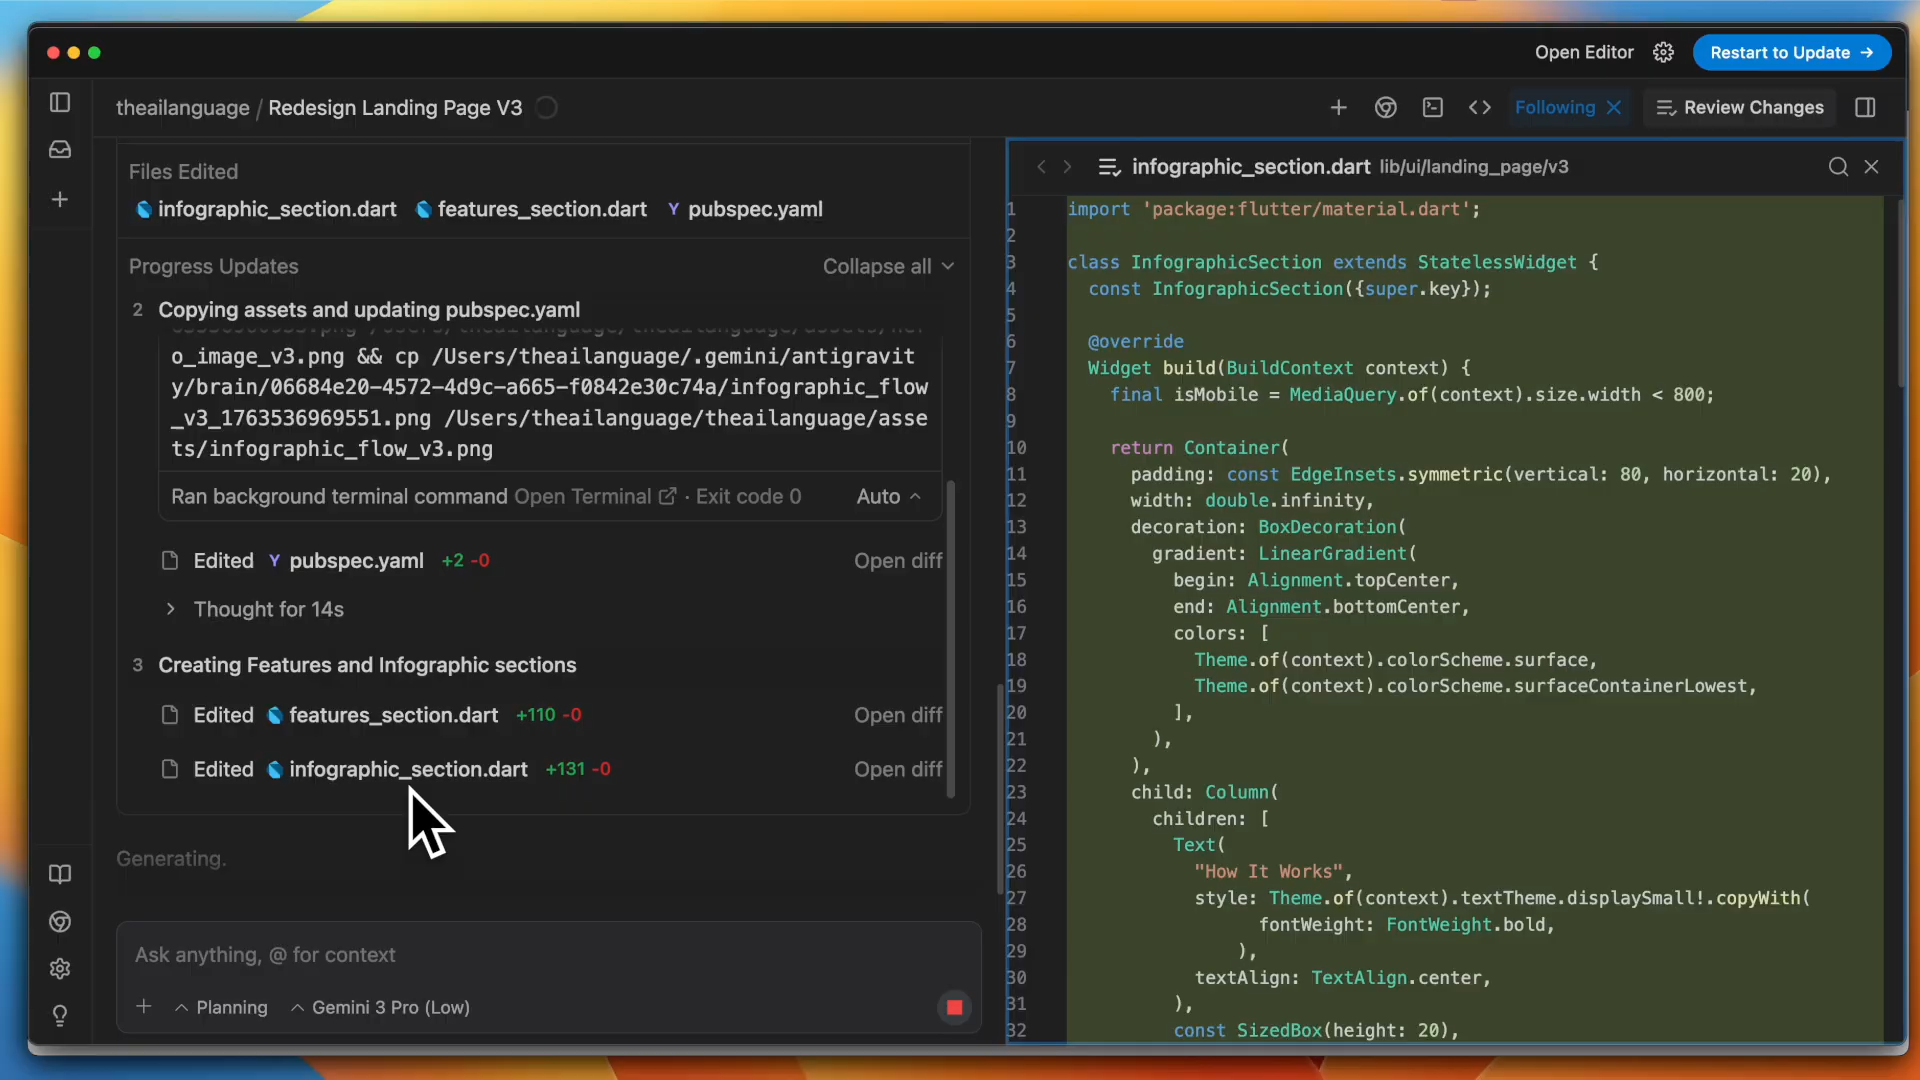 Open Editor
Restart to Update →
theailanguage / Redesign Landing Page V3
Following
Review Changes
Files Edited
infographic_section.dart features_section.dart Y pubspec.yaml
Progress Updates
Collapse all
2 Copying assets and updating pubspec.yaml
o_image_v3.png && cp /Users/theailanguage/.gemini/antigravit
y/brain/06684e20-4572-4d9c-a665-f0842e30c74a/infographic_flow
_v3_1763536969551.png /Users/theailanguage/theailanguage/asse
ts/infographic_flow_v3.png
Ran background terminal command Open Terminal · Exit code 0
Auto
Edited Y pubspec.yaml +2 -0
Open diff
Thought for 14s
3 Creating Features and Infographic sections
Edited features_section.dart +110 -0
Open diff
Edited infographic_section.dart +131 -0
Open diff
Generating.
Ask anything, @ for context
Planning
Gemini 3 Pro (Low)
infographic_section.dart lib/ui/landing_page/v3
1 import 'package:flutter/material.dart';
2
3 class InfographicSection extends StatelessWidget {
4 const InfographicSection({super.key});
5
6 @override
7 Widget build(BuildContext context) {
8 final isMobile = MediaQuery.of(context).size.width < 800;
9
10 return Container(
11 padding: const EdgeInsets.symmetric(vertical: 80, horizontal: 20),
12 width: double.infinity,
13 decoration: BoxDecoration(
14 gradient: LinearGradient(
15 begin: Alignment.topCenter,
16 end: Alignment.bottomCenter,
17 colors: [
18 Theme.of(context).colorScheme.surface,
19 Theme.of(context).colorScheme.surfaceContainerLowest,
20 ],
21 ),
22 ),
23 child: Column(
24 children: [
25 Text(
26 "How It Works",
27 style: Theme.of(context).textTheme.displaySmall!.copyWith(
28 fontWeight: FontWeight.bold,
29 ),
30 textAlign: TextAlign.center,
31 ),
32 const SizedBox(height: 20),